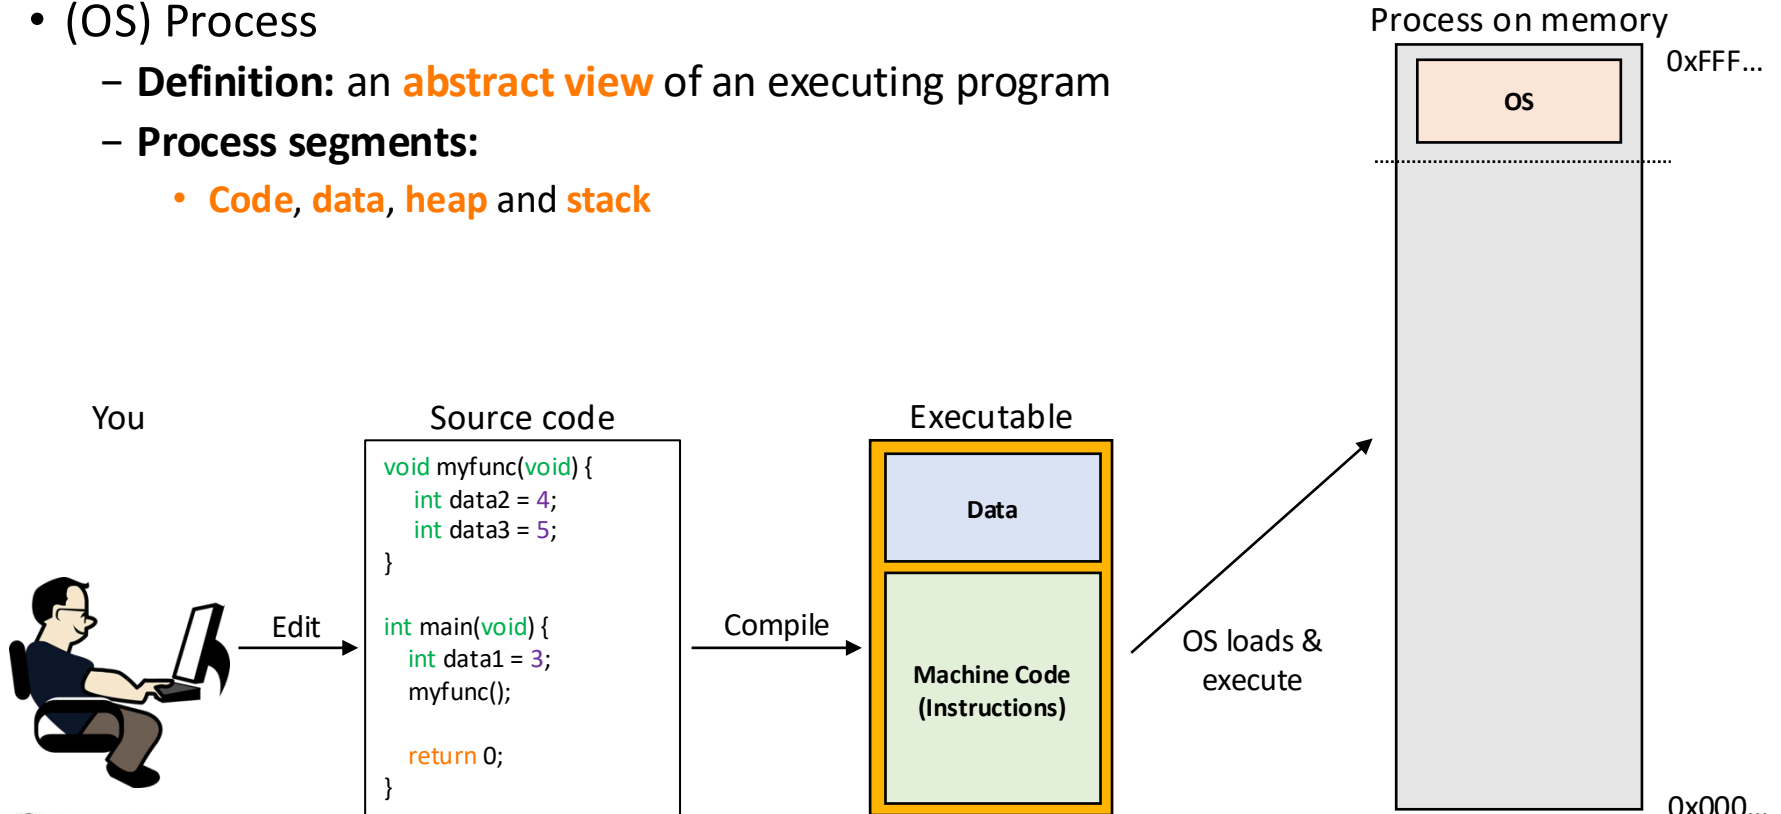 • (OS) Process
– Definition: an abstract view of an executing program
– Process segments:
• Code, data, heap and stack
Process on memory
0xFFF...
OS
You
Source code
Executable
void myfunc(void) {
int data2 = 4;
int data3 = 5;
}
int main(void) {
int data1 = 3;
myfunc();
return 0;
}
Edit
Compile
Data
Machine Code
(Instructions)
OS loads &
execute
0x000...